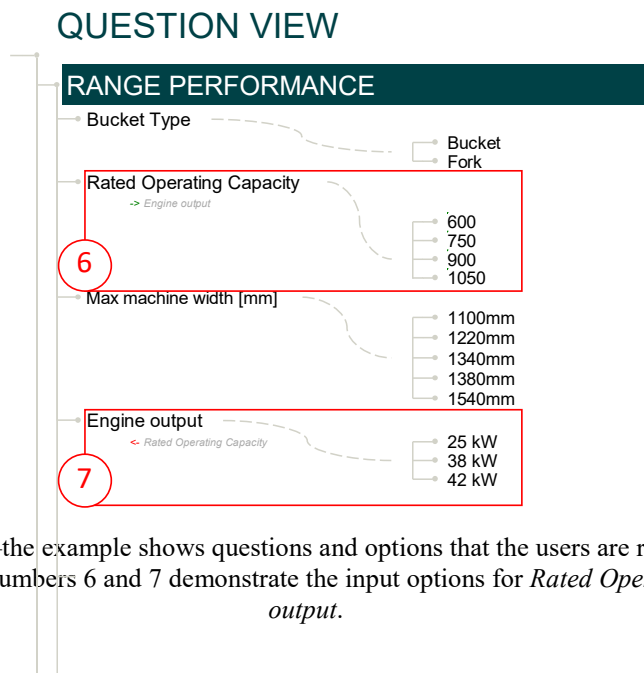 QUESTION VIEW
RANGE PERFORMANCE
Bucket Type
Bucket
Fork
Rated Operating Capacity
-> Engine output
600
750
900
1050
6
Max machine width [mm]
1100mm
1220mm
1340mm
1380mm
1540mm
Engine output
<- Rated Operating Capacity
25 kW
38 kW
42 kW
7
the example shows questions and options that the users are
umbers 6 and 7 demonstrate the input options for Rated Ope
output.